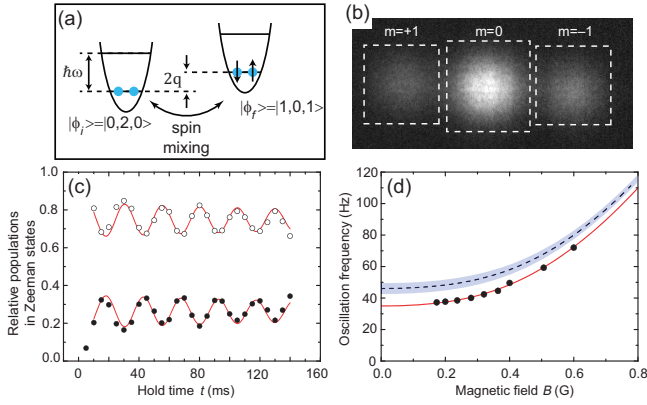 (a)
ħω
2q
|ϕi>=|0,2,0>
|ϕf>=|1,0,1>
spin
mixing
(b)
m=+1
m=0
m=–1
(c)
Relative populations
in Zeeman states
1.0
0.8
0.6
0.4
0.2
0.0
0
40
80
120
160
Hold time t (ms)
(d)
Oscillation frequency (Hz)
120
100
80
60
40
20
0
0.0
0.2
0.4
0.6
0.8
Magnetic field B (G)